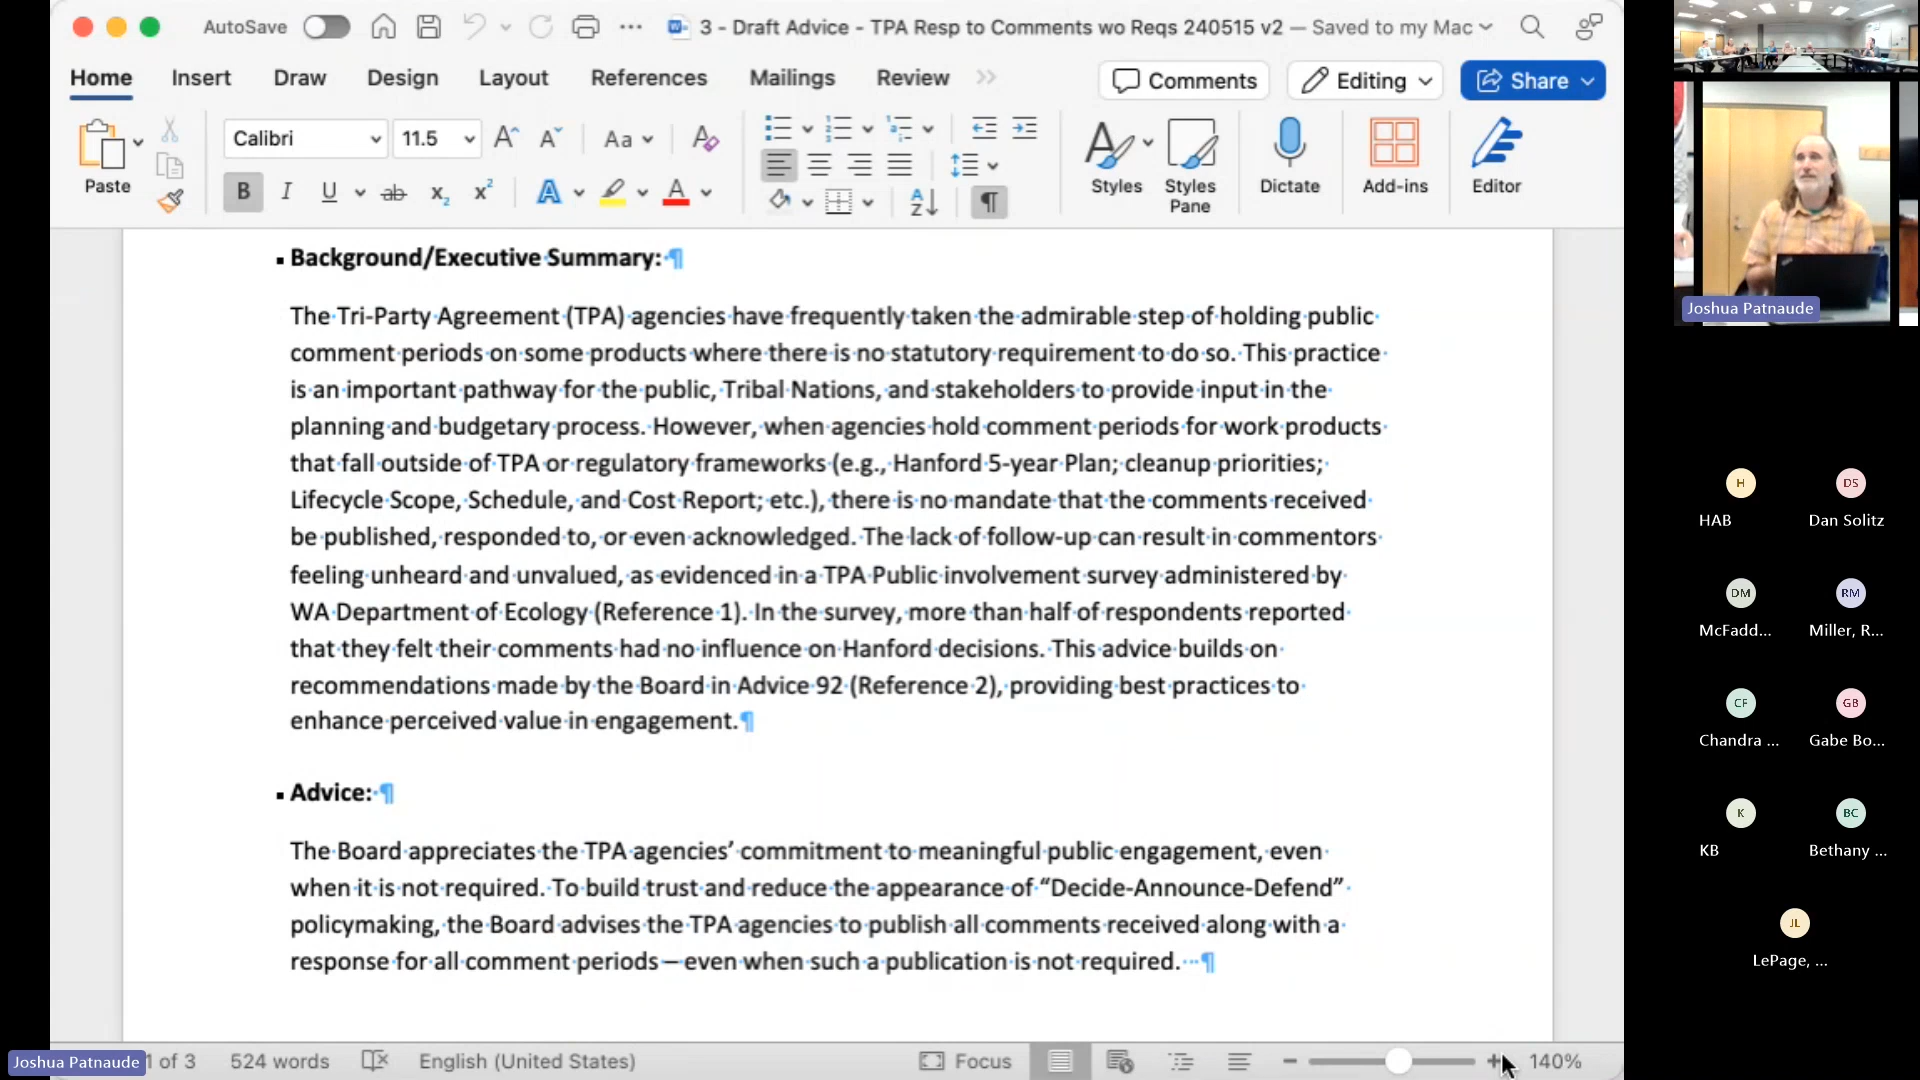 AutoSave
3 - Draft Advice - TPA Resp to Comments wo Reqs 240515 v2 — Saved to my Mac
Home Insert Draw Design Layout References Mailings Review
Comments Editing Share
Paste
Calibri 11.5
Aa
Styles
Styles Pane
Dictate
Add-ins
Editor
Background/Executive Summary: ¶
The Tri-Party Agreement (TPA) agencies have frequently taken the admirable step of holding public
comment periods on some products where there is no statutory requirement to do so. This practice
is an important pathway for the public, Tribal Nations, and stakeholders to provide input in the
planning and budgetary process. However, when agencies hold comment periods for work products
that fall outside of TPA or regulatory frameworks (e.g., Hanford 5-year Plan; cleanup priorities;
Lifecycle Scope, Schedule, and Cost Report; etc.), there is no mandate that the comments received
be published, responded to, or even acknowledged. The lack of follow-up can result in commentors
feeling unheard and unvalued, as evidenced in a TPA Public involvement survey administered by
WA Department of Ecology (Reference 1). In the survey, more than half of respondents reported
that they felt their comments had no influence on Hanford decisions. This advice builds on
recommendations made by the Board in Advice 92 (Reference 2), providing best practices to
enhance perceived value in engagement.¶
Advice: ¶
The Board appreciates the TPA agencies’ commitment to meaningful public engagement, even
when it is not required. To build trust and reduce the appearance of “Decide-Announce-Defend”
policymaking, the Board advises the TPA agencies to publish all comments received along with a
response for all comment periods—even when such a publication is not required. ¶
Joshua Patnaude
1 of 3
524 words
English (United States)
Focus
140%
Joshua Patnaude
H DS
HAB Dan Solitz
DM RM
McFadd... Miller, R...
CF GB
Chandra ... Gabe Bo...
K BC
KB Bethany ...
JL
LePage, ...